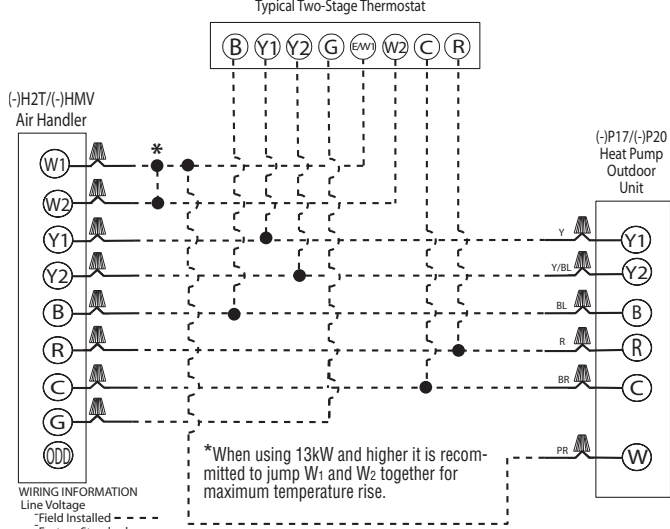 Typical Two-Stage Thermostat
B Y1 Y2 G E/W1 W2 C R
(-)H2T/(-)HMV
Air Handler
(-)P17/(-)P20
Heat Pump
Outdoor
Unit
*
W1
W2
Y1 Y Y1
Y2 Y/BL Y2
B BL B
R R R
C BR C
G
ODD
PR W
*When using 13kW and higher it is recom-
mitted to jump W1 and W2 together for
maximum temperature rise.
WIRING INFORMATION
Line Voltage
-Field Installed